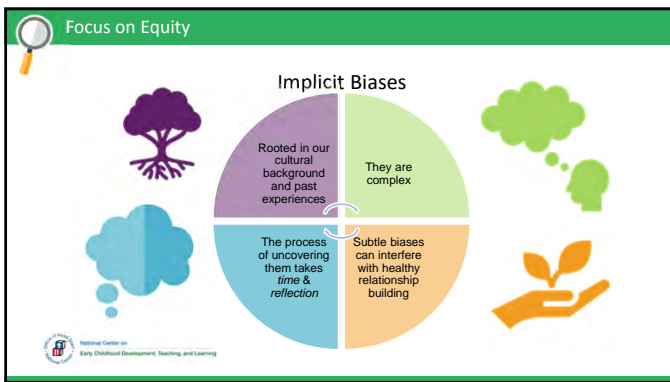 Focus on Equity
Implicit Biases
Rooted in our
cultural
background
and past
experiences
They are
complex
The process
of uncovering
them takes
time &
reflection
Subtle biases
can interfere
with healthy
relationship
building
National Center on
Early Childhood Development, Teaching, and Learning